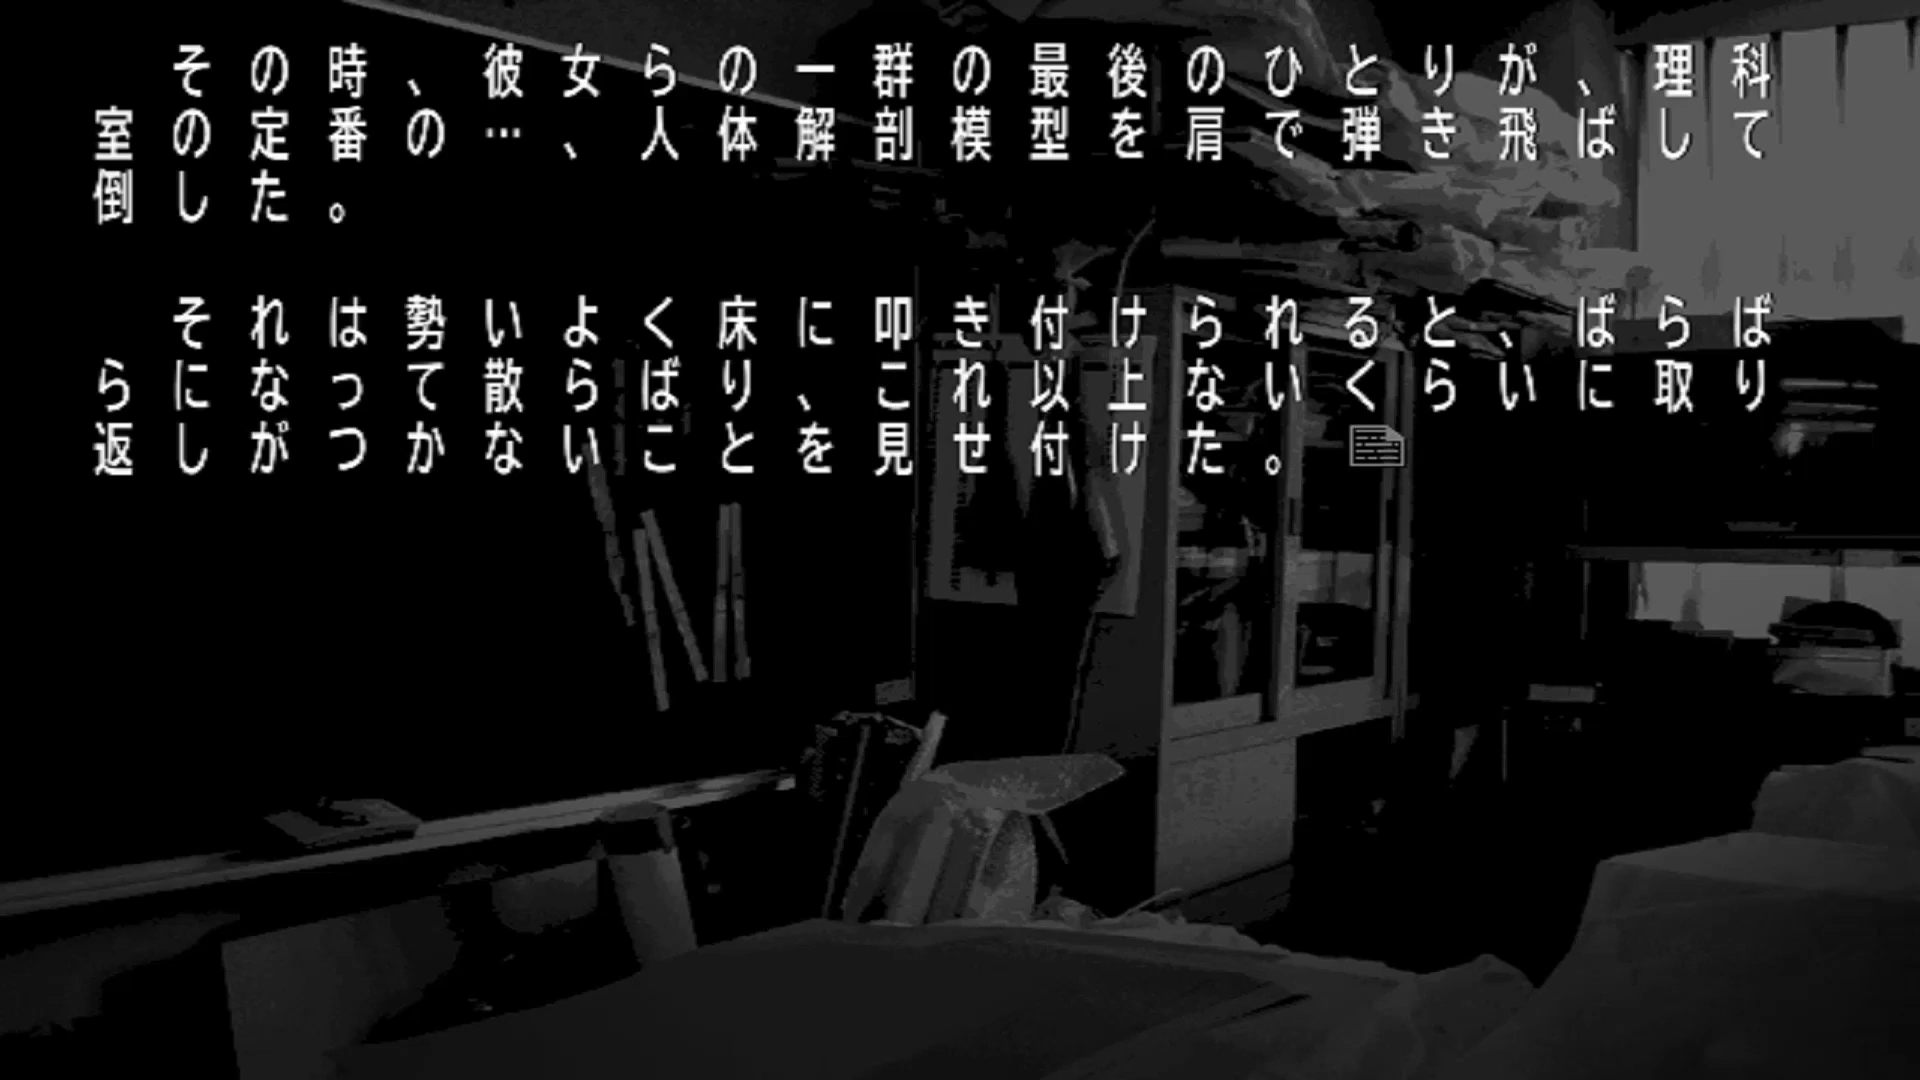 その時、彼女らの一群の最後のひとりが、理科
室の定番の…、人体解剖模型を肩で弾き飛ばして
倒した。
それは勢いよく床に叩き付けられると、ばらば
らになって散らばり、これ以上ないくらいに取り
返しがつかないことを見せ付けた。